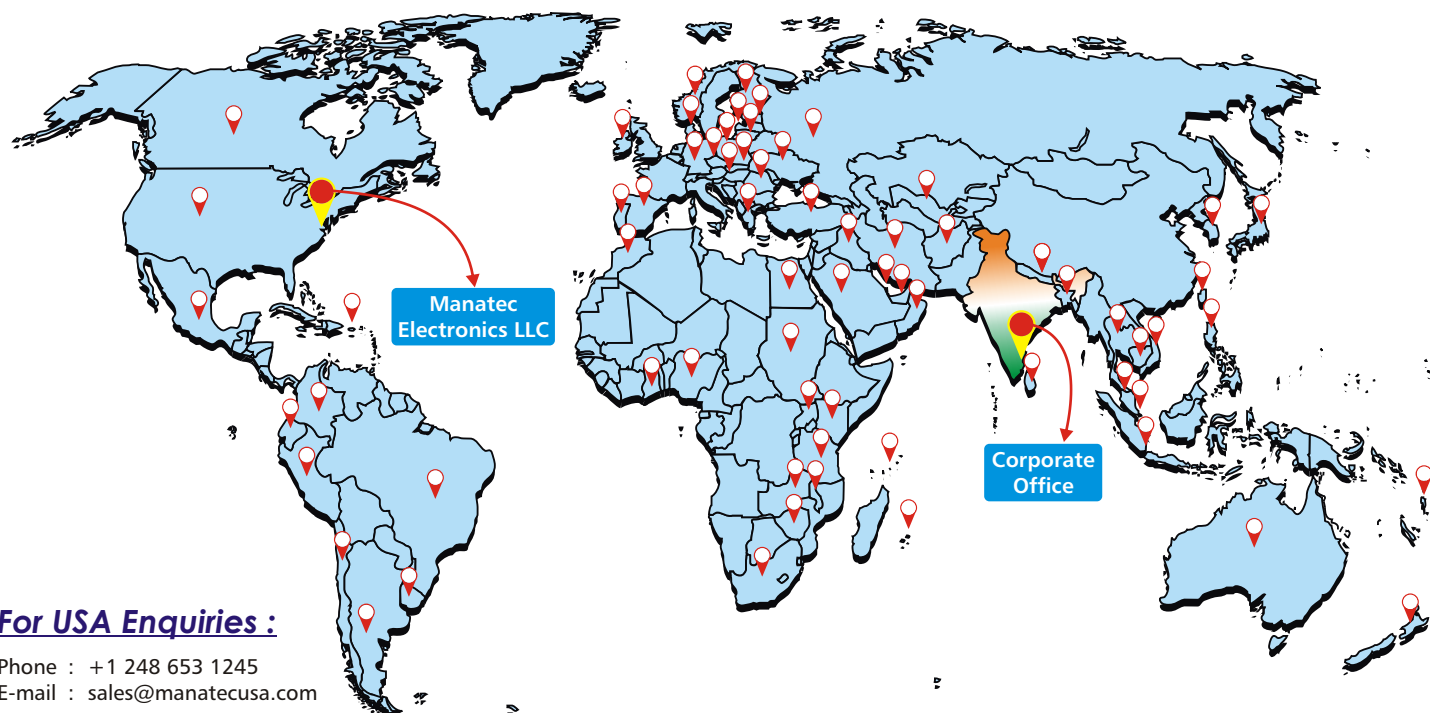 Manatec
Electronics LLC
Corporate
Office
For USA Enquiries :
Phone : +1 248 653 1245
E-mail : sales@manatecusa.com